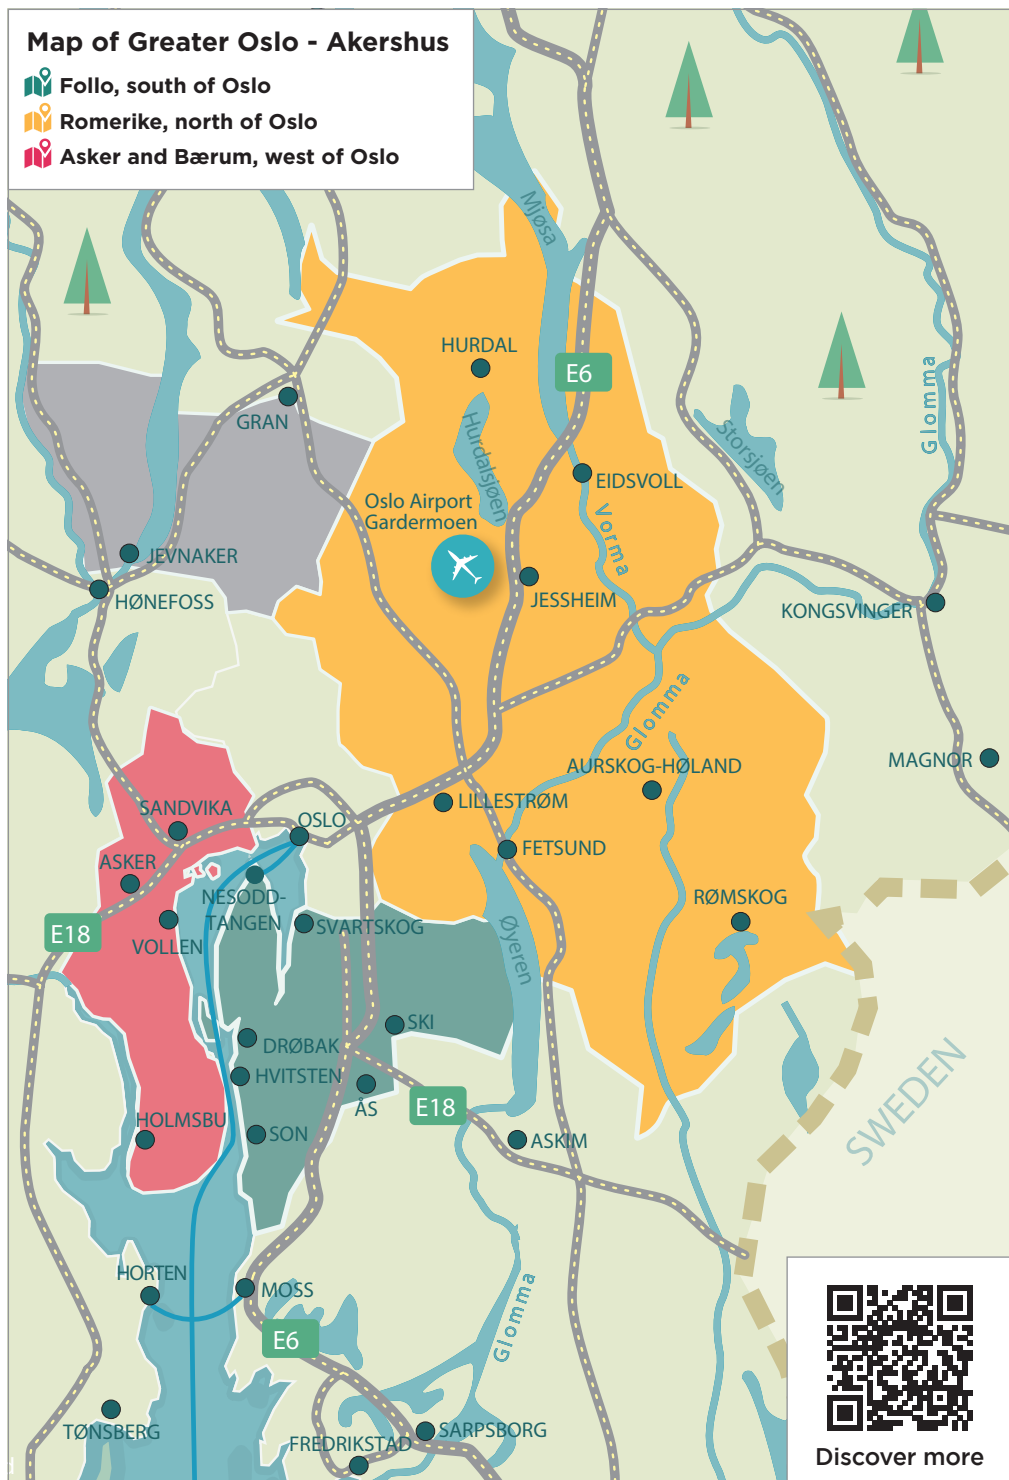 Map of Greater Oslo - Akershus
Follo, south of Oslo
Romerike, north of Oslo
Asker and Bærum, west of Oslo
Mjøsa
HURDAL
E6
Glomma
GRAN
Hurdalsjøen
Storsjøen
EIDSVOLL
Oslo Airport
Gardermoen
Vorma
JEVNAKER
HØNEFOSS
JESSHEIM
KONGSVINGER
Glomma
MAGNOR
AURSKOG-HØLAND
SANDVIKA
OSLO
LILLESTRØM
FETSUND
ASKER
NESODD-
TANGEN
RØMSKOG
SVARTSKOG
E18
VOLLEN
Øyeren
SKI
DRØBAK
HVITSTEN
ÅS
E18
SWEDEN
HOLMSBU
SON
ASKIM
HORTEN
MOSS
Glomma
E6
TØNSBERG
FREDRIKSTAD
SARPSBORG
Discover more